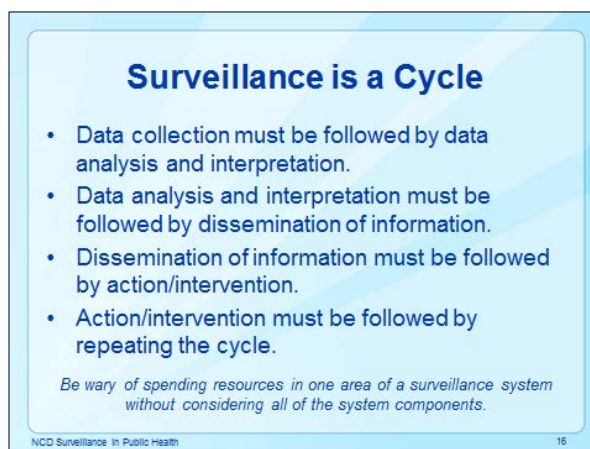 Surveillance is a Cycle
• Data collection must be followed by data
analysis and interpretation.
• Data analysis and interpretation must be
followed by dissemination of information.
• Dissemination of information must be followed
by action/intervention.
• Action/intervention must be followed by
repeating the cycle.
Be wary of spending resources in one area of a surveillance system
without considering all of the system components.
NCD Surveillance in Public Health
16